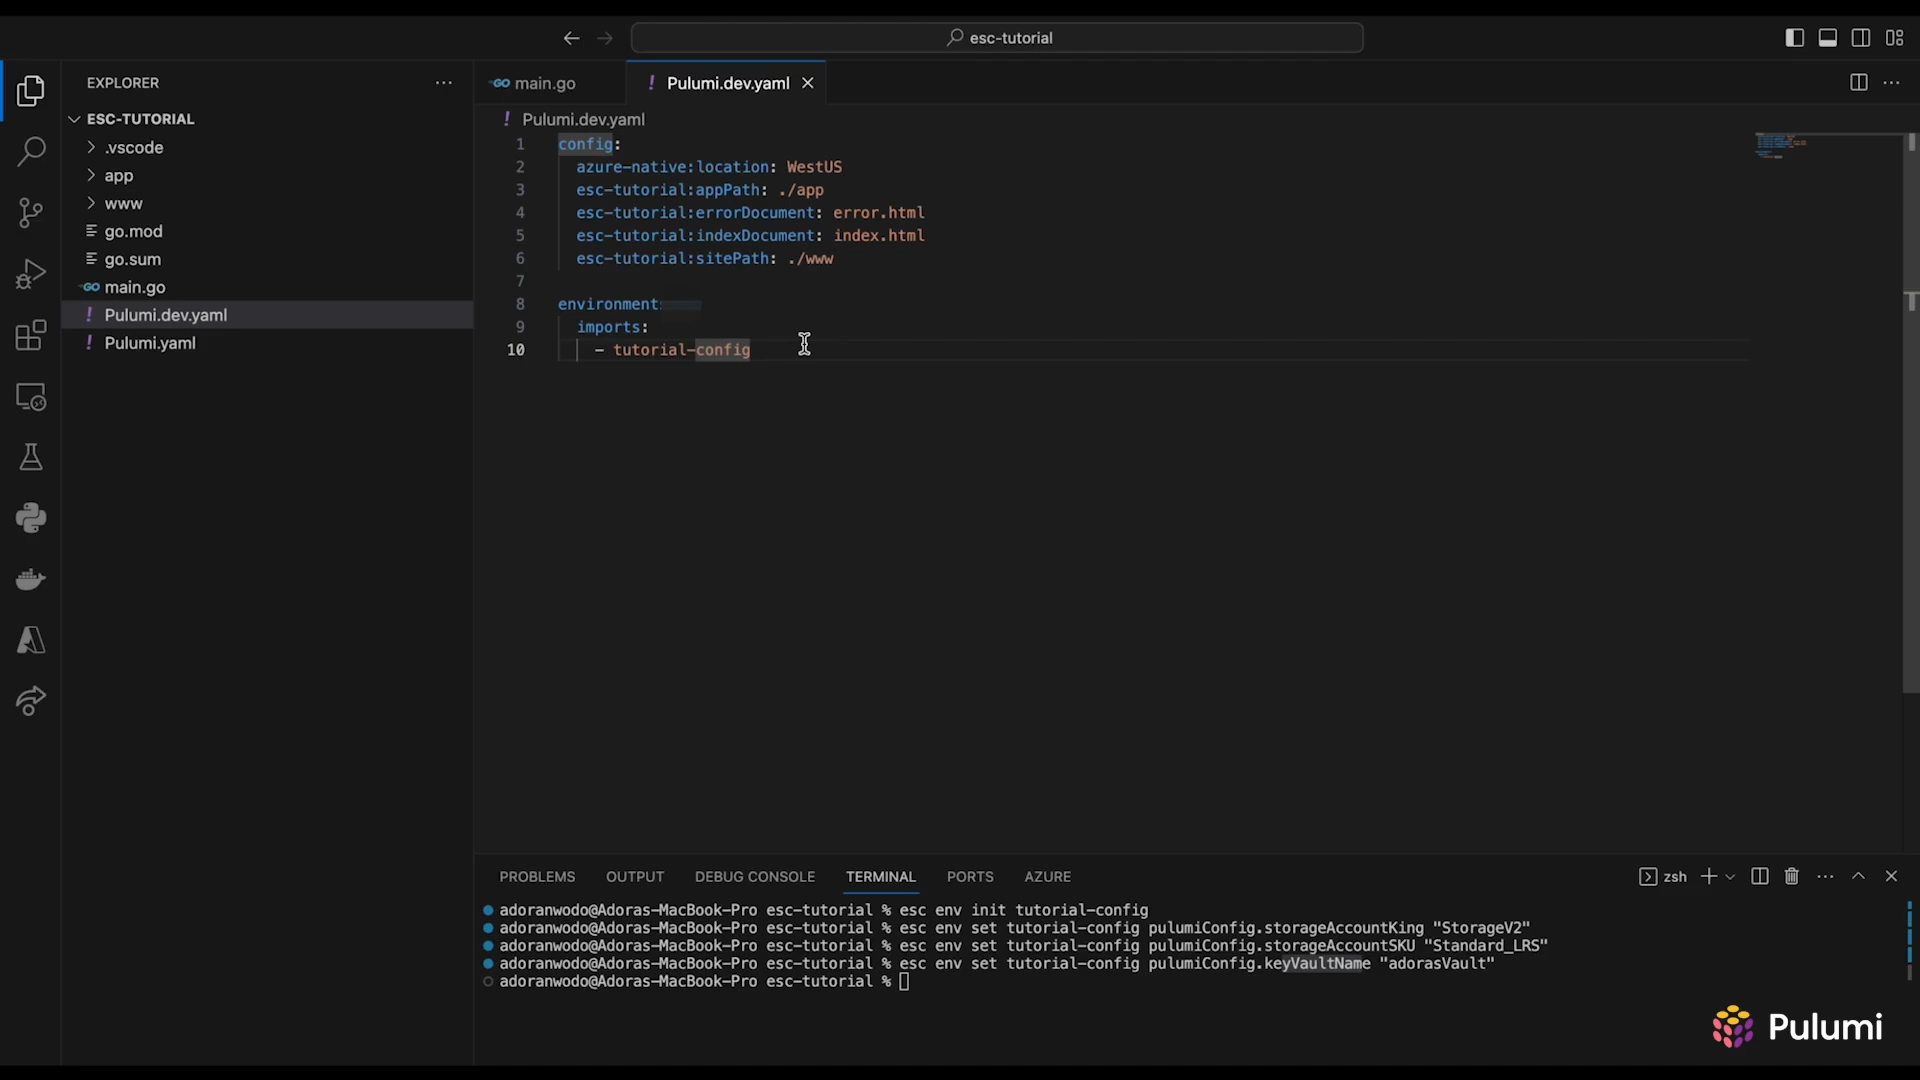 esc-tutorial
EXPLORER
main.go
Pulumi.dev.yaml
ESC-TUTORIAL
.vscode
app
www
go.mod
go.sum
main.go
Pulumi.dev.yaml
Pulumi.yaml
Pulumi.dev.yaml
1 config:
2 azure-native:location: WestUS
3 esc-tutorial:appPath: ./app
4 esc-tutorial:errorDocument: error.html
5 esc-tutorial:indexDocument: index.html
6 esc-tutorial:sitePath: ./www
7
8 environment:
9 imports:
10 - tutorial-config
PROBLEMS OUTPUT DEBUG CONSOLE TERMINAL PORTS AZURE
zsh
adoranwodo@Adoras-MacBook-Pro esc-tutorial % esc env init tutorial-config
adoranwodo@Adoras-MacBook-Pro esc-tutorial % esc env set tutorial-config pulumiConfig.storageAccountKing "StorageV2"
adoranwodo@Adoras-MacBook-Pro esc-tutorial % esc env set tutorial-config pulumiConfig.storageAccountSKU "Standard_LRS"
adoranwodo@Adoras-MacBook-Pro esc-tutorial % esc env set tutorial-config pulumiConfig.keyVaultName "adorasVault"
adoranwodo@Adoras-MacBook-Pro esc-tutorial %
Pulumi